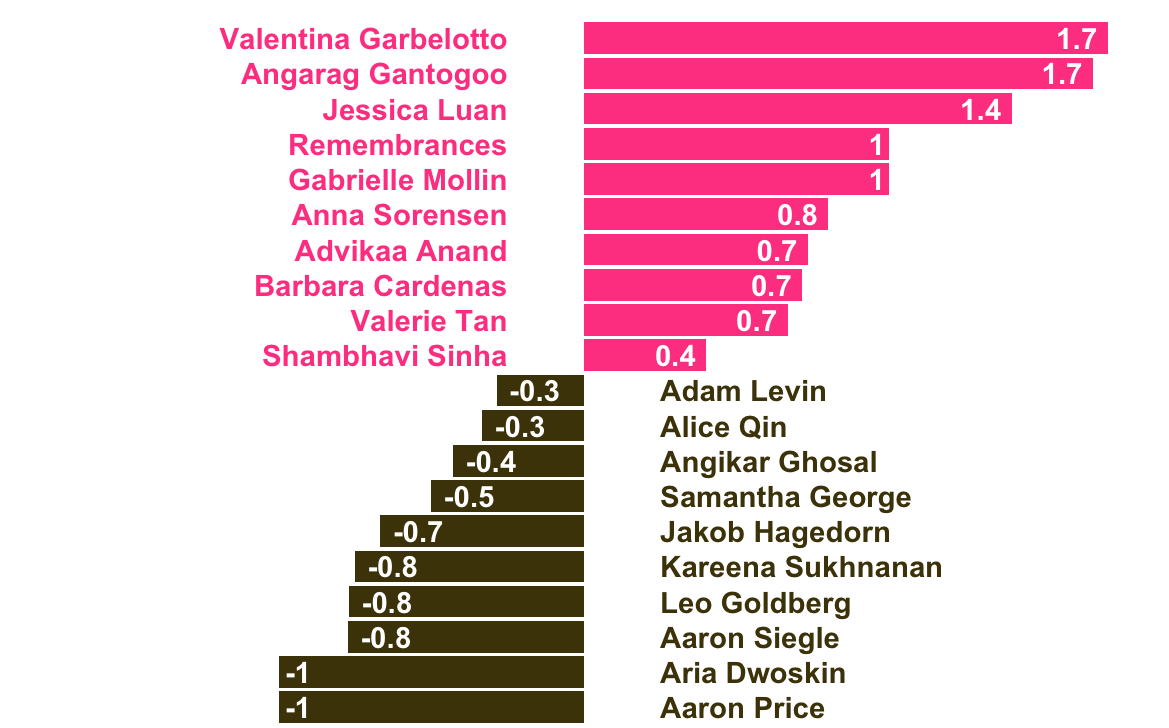 Valentina Garbelotto 1.7
Angarag Gantogoo 1.7
Jessica Luan 1.4
Remembrances 1
Gabrielle Mollin 1
Anna Sorensen 0.8
Advikaa Anand 0.7
Barbara Cardenas 0.7
Valerie Tan 0.7
Shambhavi Sinha 0.4
-0.3 Adam Levin
-0.3 Alice Qin
-0.4 Angikar Ghosal
-0.5 Samantha George
-0.7 Jakob Hagedorn
-0.8 Kareena Sukhnanan
-0.8 Leo Goldberg
-0.8 Aaron Siegle
-1 Aria Dwoskin
-1 Aaron Price